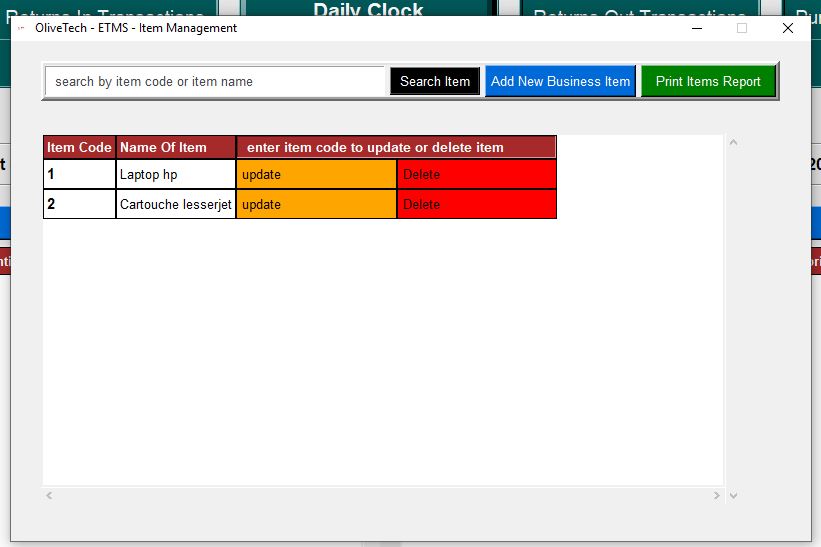 Returns In Transactions
Daily Clock
Returns Out Transactions
OliveTech - ETMS - Item Management
search by item code or item name
Search Item
Add New Business Item
Print Items Report
Item Code
Name Of Item
enter item code to update or delete item
1
Laptop hp
update
Delete
2
Cartouche lesserjet
update
Delete